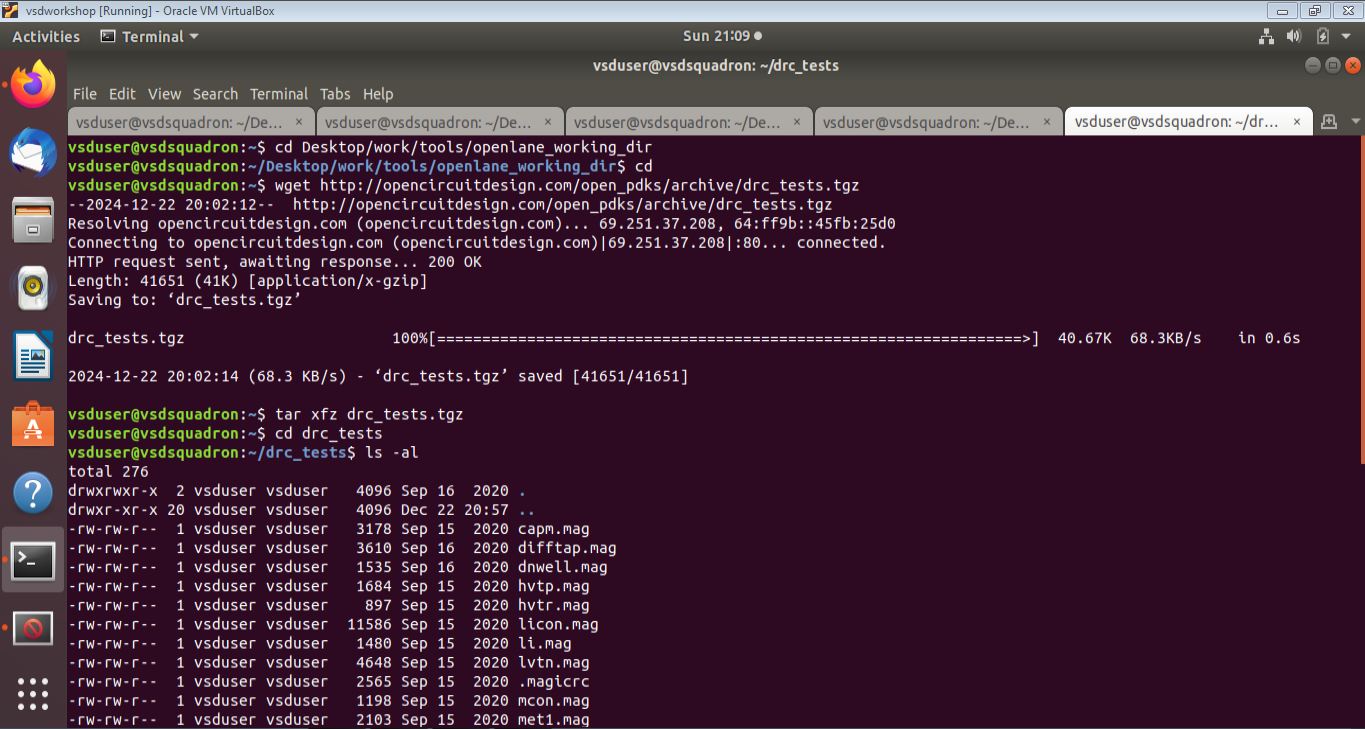 vsdworkshop [Running] - Oracle VM VirtualBox
Activities Terminal Sun 21:09
vsduser@vsdsquadron: ~/drc_tests
File Edit View Search Terminal Tabs Help
vsduser@vsdsquadron: ~/De... × vsduser@vsdsquadron: ~/De... × vsduser@vsdsquadron: ~/De... × vsduser@vsdsquadron: ~/De... × vsduser@vsdsquadron: ~/dr... ×
vsduser@vsdsquadron:~$ cd Desktop/work/tools/openlane_working_dir
vsduser@vsdsquadron:~/Desktop/work/tools/openlane_working_dir$ cd
vsduser@vsdsquadron:~$ wget http://opencircuitdesign.com/open_pdks/archive/drc_tests.tgz
--2024-12-22 20:02:12--  http://opencircuitdesign.com/open_pdks/archive/drc_tests.tgz
Resolving opencircuitdesign.com (opencircuitdesign.com)... 69.251.37.208, 64:ff9b::45fb:25d0
Connecting to opencircuitdesign.com (opencircuitdesign.com)|69.251.37.208|:80... connected.
HTTP request sent, awaiting response... 200 OK
Length: 41651 (41K) [application/x-gzip]
Saving to: ‘drc_tests.tgz’
drc_tests.tgz 100%[=================================================================>] 40.67K 68.3KB/s in 0.6s
2024-12-22 20:02:14 (68.3 KB/s) - ‘drc_tests.tgz’ saved [41651/41651]
vsduser@vsdsquadron:~$ tar xfz drc_tests.tgz
vsduser@vsdsquadron:~$ cd drc_tests
vsduser@vsdsquadron:~/drc_tests$ ls -al
total 276
drwxrwxr-x  2 vsduser vsduser  4096 Sep 16  2020 .
drwxr-xr-x 20 vsduser vsduser  4096 Dec 22 20:57 ..
-rw-rw-r--  1 vsduser vsduser  3178 Sep 15  2020 capm.mag
-rw-rw-r--  1 vsduser vsduser  3610 Sep 16  2020 difftap.mag
-rw-rw-r--  1 vsduser vsduser  1535 Sep 16  2020 dnwell.mag
-rw-rw-r--  1 vsduser vsduser  1684 Sep 15  2020 hvtp.mag
-rw-rw-r--  1 vsduser vsduser   897 Sep 15  2020 hvtr.mag
-rw-rw-r--  1 vsduser vsduser 11586 Sep 15  2020 licon.mag
-rw-rw-r--  1 vsduser vsduser  1480 Sep 15  2020 li.mag
-rw-rw-r--  1 vsduser vsduser  4648 Sep 15  2020 lvtn.mag
-rw-rw-r--  1 vsduser vsduser  2565 Sep 15  2020 .magicrc
-rw-rw-r--  1 vsduser vsduser  1198 Sep 15  2020 mcon.mag
-rw-rw-r--  1 vsduser vsduser  2103 Sep 15  2020 met1.mag